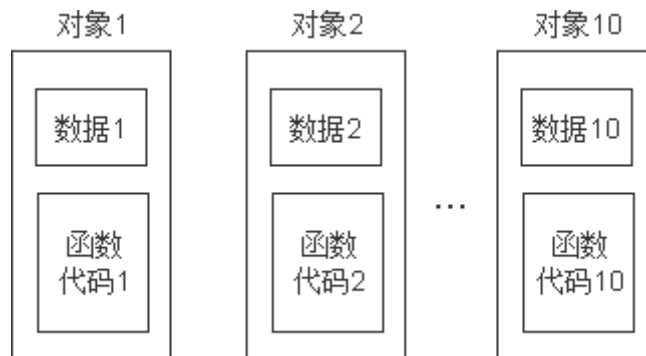 对象1
对象2
对象10
数据1
数据2
数据10
…
函数
代码1
函数
代码2
函数
代码10